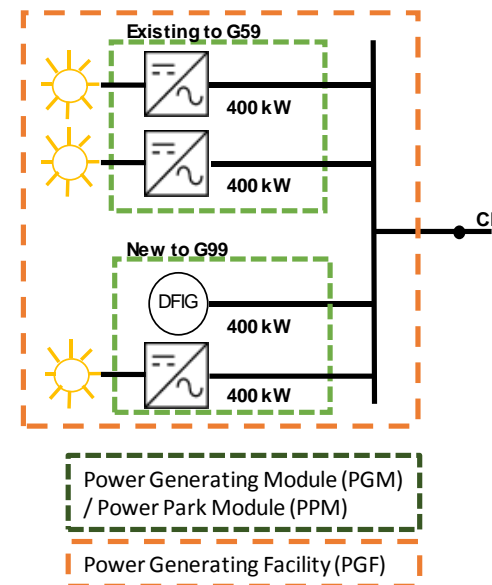 Existing to G59
400 kW
400 kW
New to G99
DFIG
400 kW
400 kW
Power Generating Module (PGM)
/ Power Park Module (PPM)
Power Generating Facility (PGF)